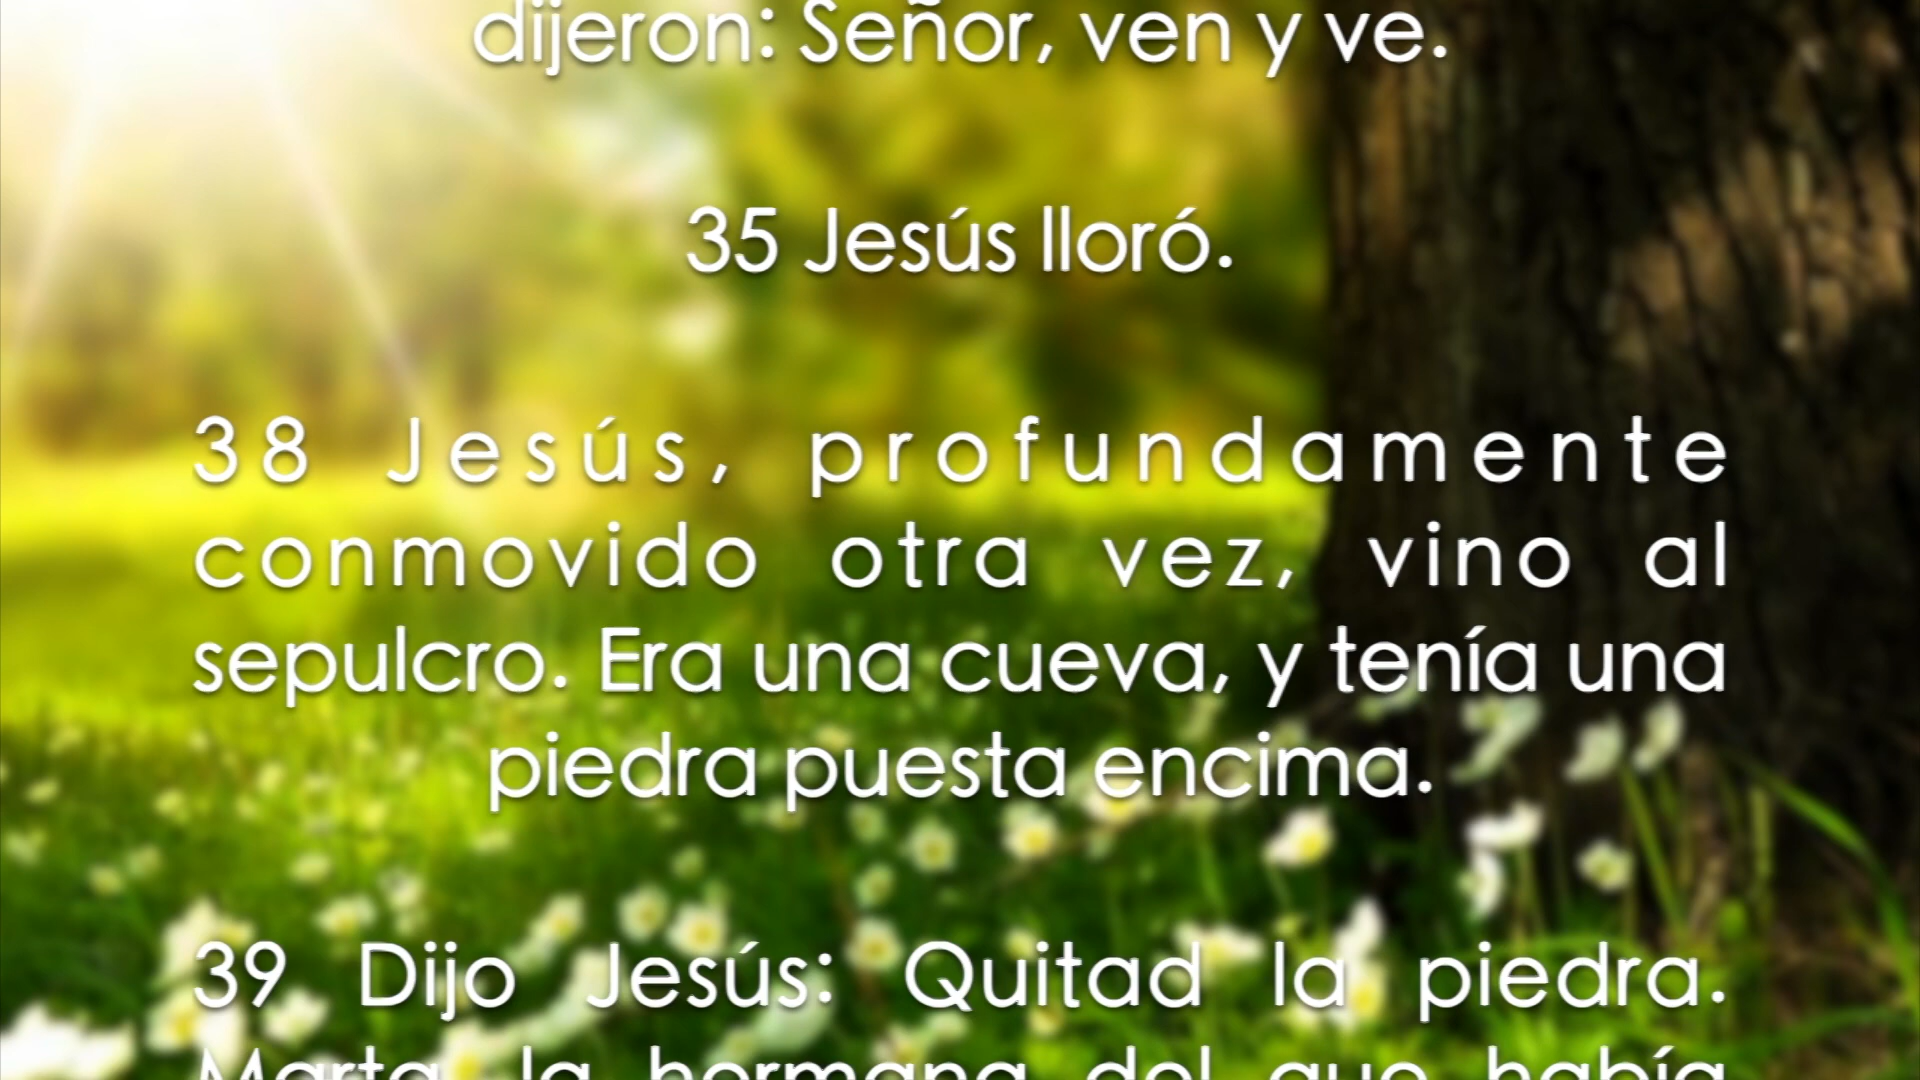 dijeron: Señor, ven y ve.
35 Jesús lloró.
38 Jesús, profundamente
conmovido otra vez, vino al
sepulcro. Era una cueva, y tenía una
piedra puesta encima.
39 Dijo Jesús: Quitad la piedra.
Marta, la hermana del que había